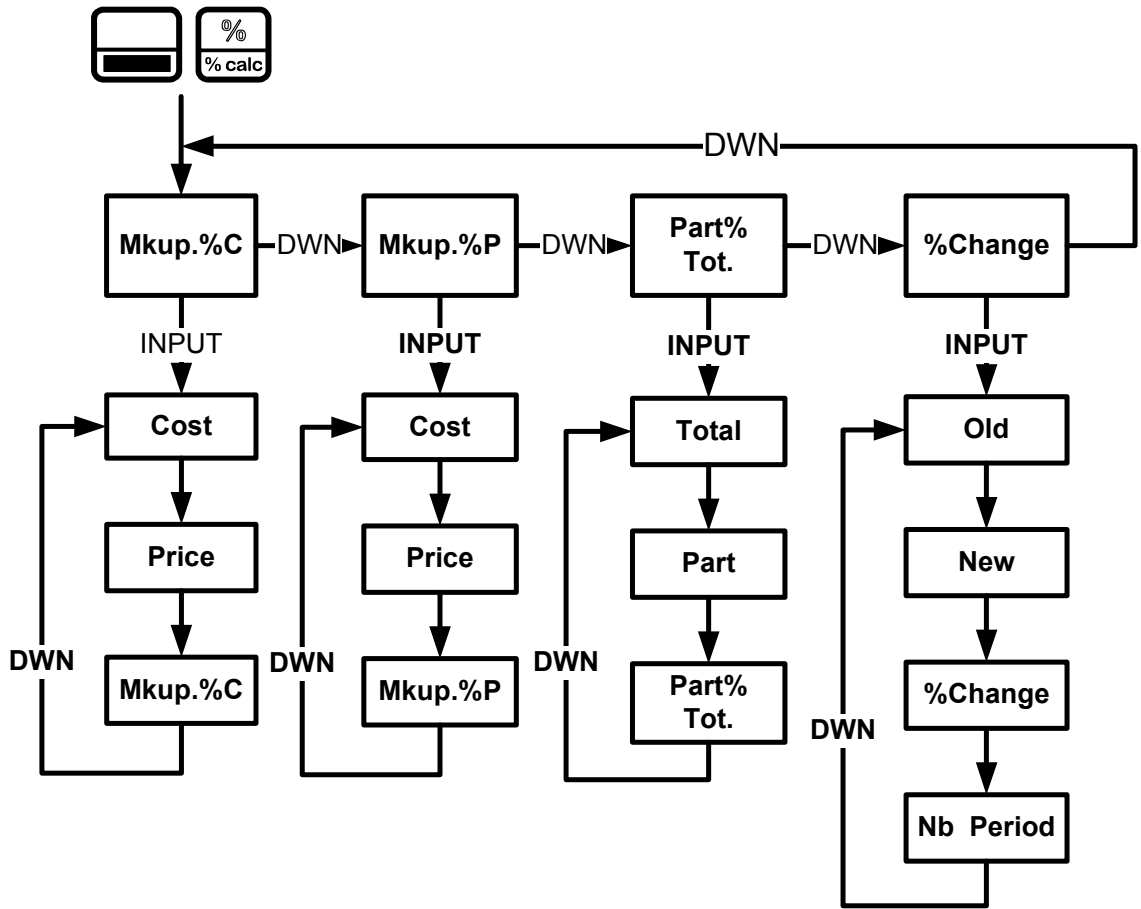 %
% calc
DWN
Mkup.%C
DWN
Mkup.%P
DWN
Part%
Tot.
DWN
%Change
INPUT
INPUT
INPUT
INPUT
Cost
Cost
Total
Old
Price
Price
Part
New
DWN
Mkup.%C
DWN
Mkup.%P
DWN
Part%
Tot.
DWN
%Change
Nb Period